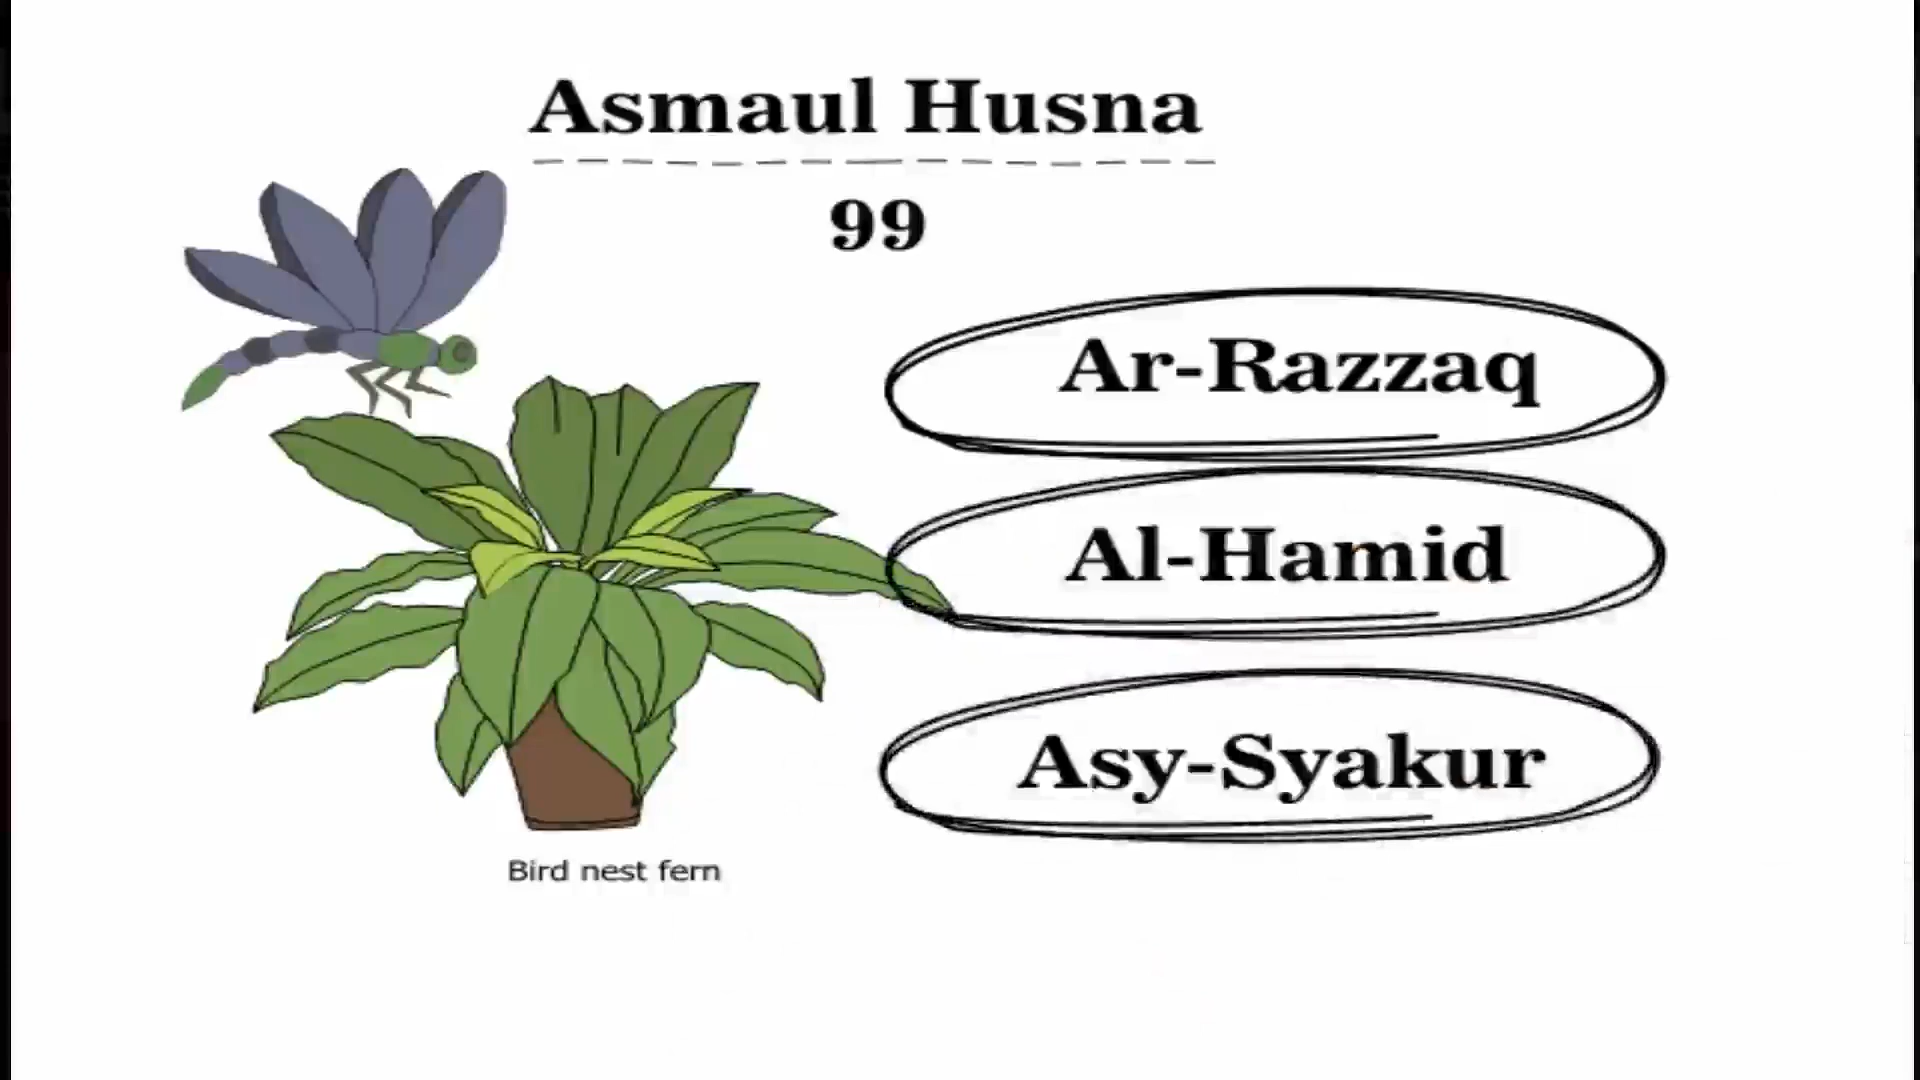 Asmaul Husna
99
Ar-Razzaq
Al-Hamid
Asy-Syakur
Bird nest fern